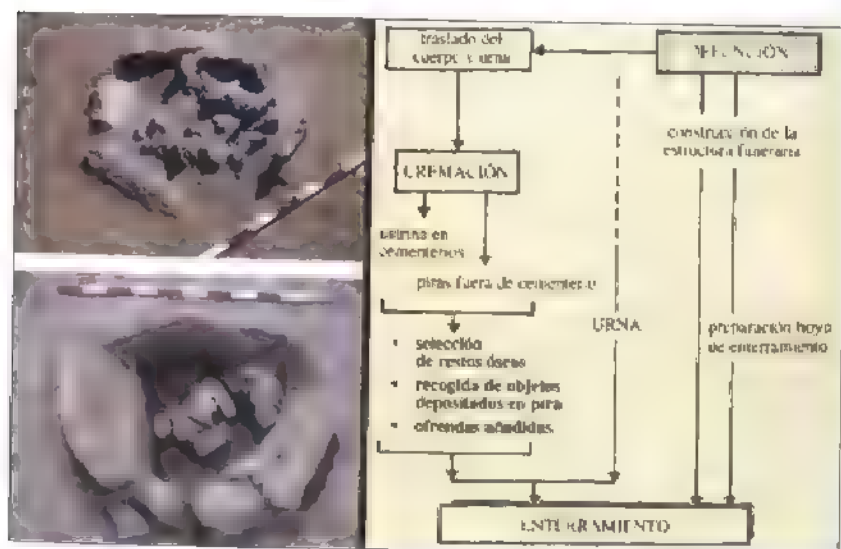 traslado del
cuerpo y urna
DEFUNCIÓN
construcción de la
estructura funeraria
CREMACIÓN
ustrina en
cementerios
piras fuera de cementerio
URNA
preparación hoyo
de enterramiento
• selección
de restos óseos
• recogida de objetos
depositados en pira
• ofrendas añadidas
ENTERRAMIENTO